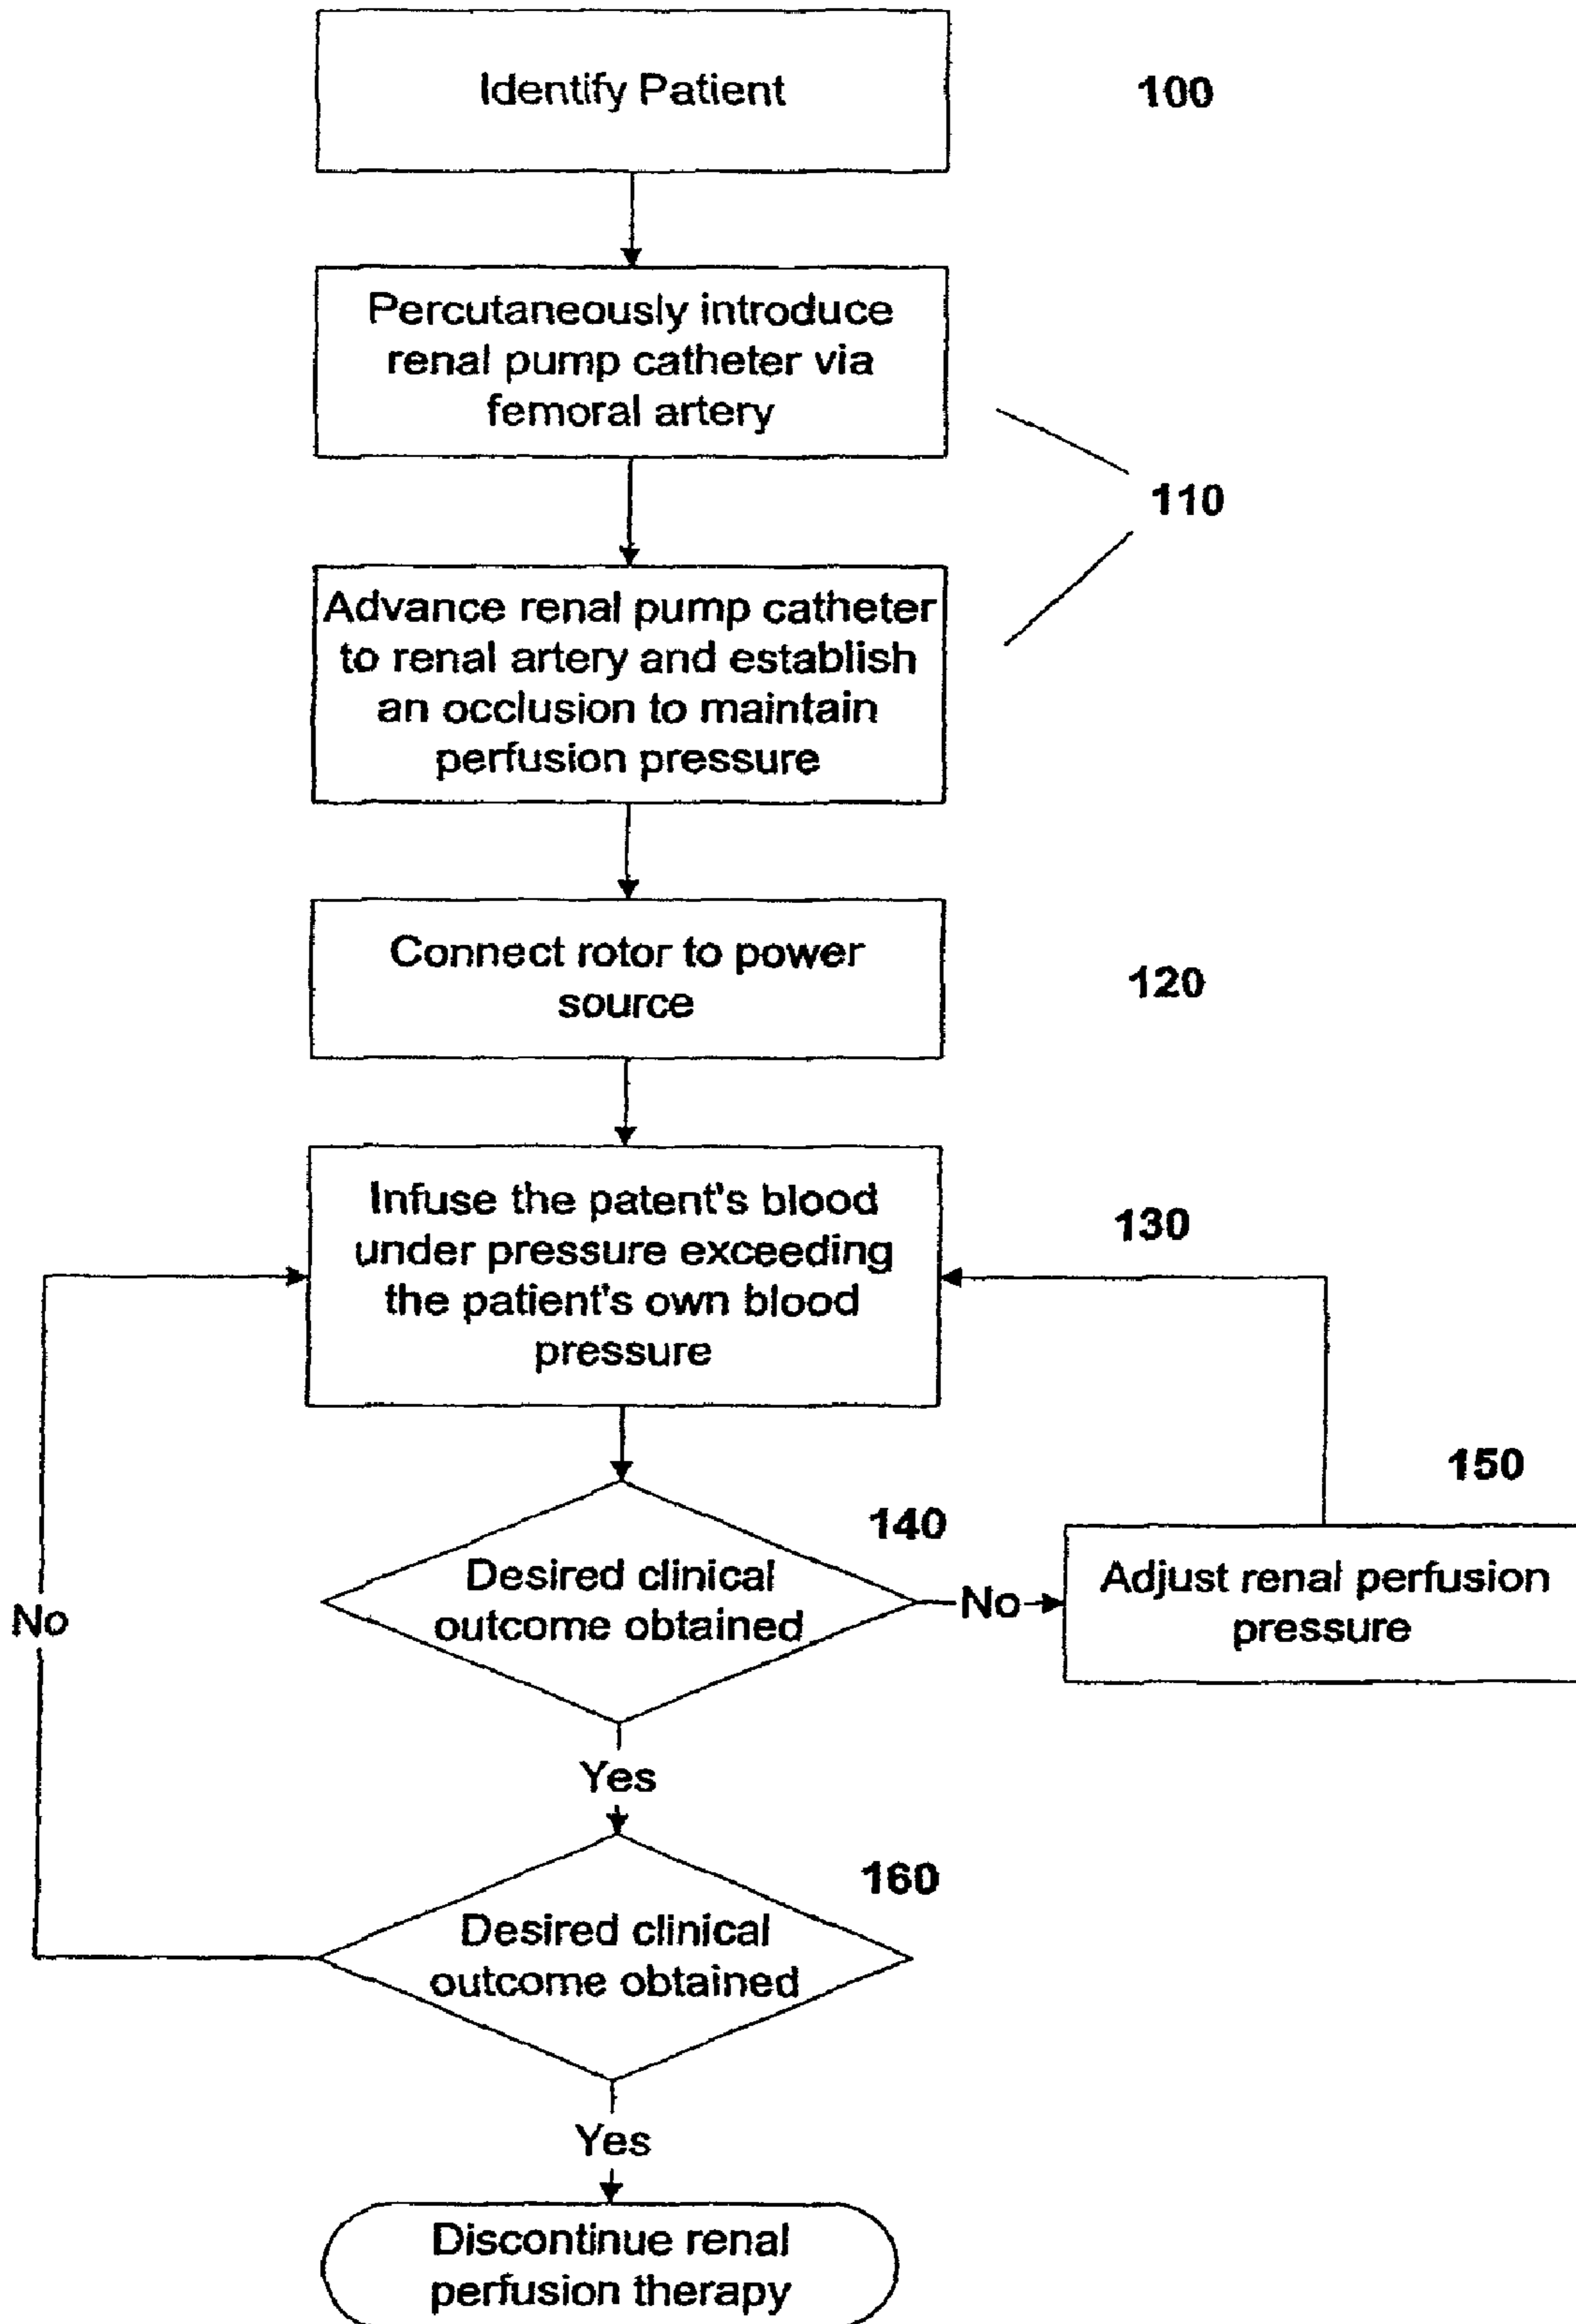 Identify Patient
100
Percutaneously introduce
renal pump catheter via
femoral artery
110
Advance renal pump catheter
to renal artery and establish
an occlusion to maintain
perfusion pressure
Connect rotor to power
source
120
Infuse the patent's blood
under pressure exceeding
the patient's own blood
pressure
130
140
Desired clinical
outcome obtained
No
150
Adjust renal perfusion
pressure
No
Yes
160
Desired clinical
outcome obtained
Yes
Discontinue renal
perfusion therapy